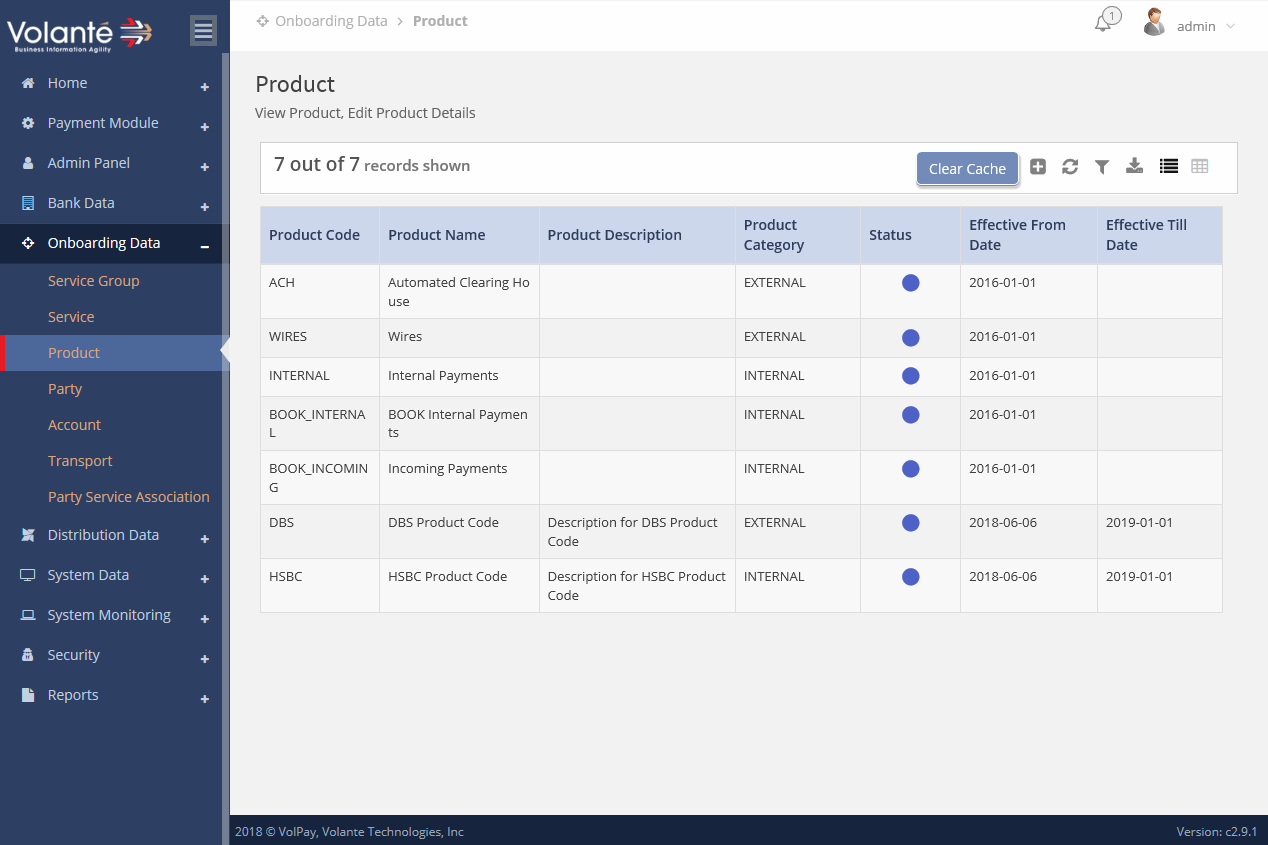 Volanté
Business Information Agility
Onboarding Data > Product
1
admin
Home
Payment Module
Admin Panel
Bank Data
Onboarding Data
Service Group
Service
Product
Party
Account
Transport
Party Service Association
Distribution Data
System Data
System Monitoring
Security
Reports
Product
View Product, Edit Product Details
7 out of 7 records shown
Clear Cache
Product Code
Product Name
Product Description
Product
Category
Status
Effective From
Date
Effective Till
Date
ACH
Automated Clearing Ho
use
EXTERNAL
2016-01-01
WIRES
Wires
EXTERNAL
2016-01-01
INTERNAL
Internal Payments
INTERNAL
2016-01-01
BOOK_INTERNA
L
BOOK Internal Paymen
ts
INTERNAL
2016-01-01
BOOK_INCOMIN
G
Incoming Payments
INTERNAL
2016-01-01
DBS
DBS Product Code
Description for DBS Product
Code
EXTERNAL
2018-06-06
2019-01-01
HSBC
HSBC Product Code
Description for HSBC Product
Code
INTERNAL
2018-06-06
2019-01-01
2018 © VolPay, Volante Technologies, Inc
Version: c2.9.1